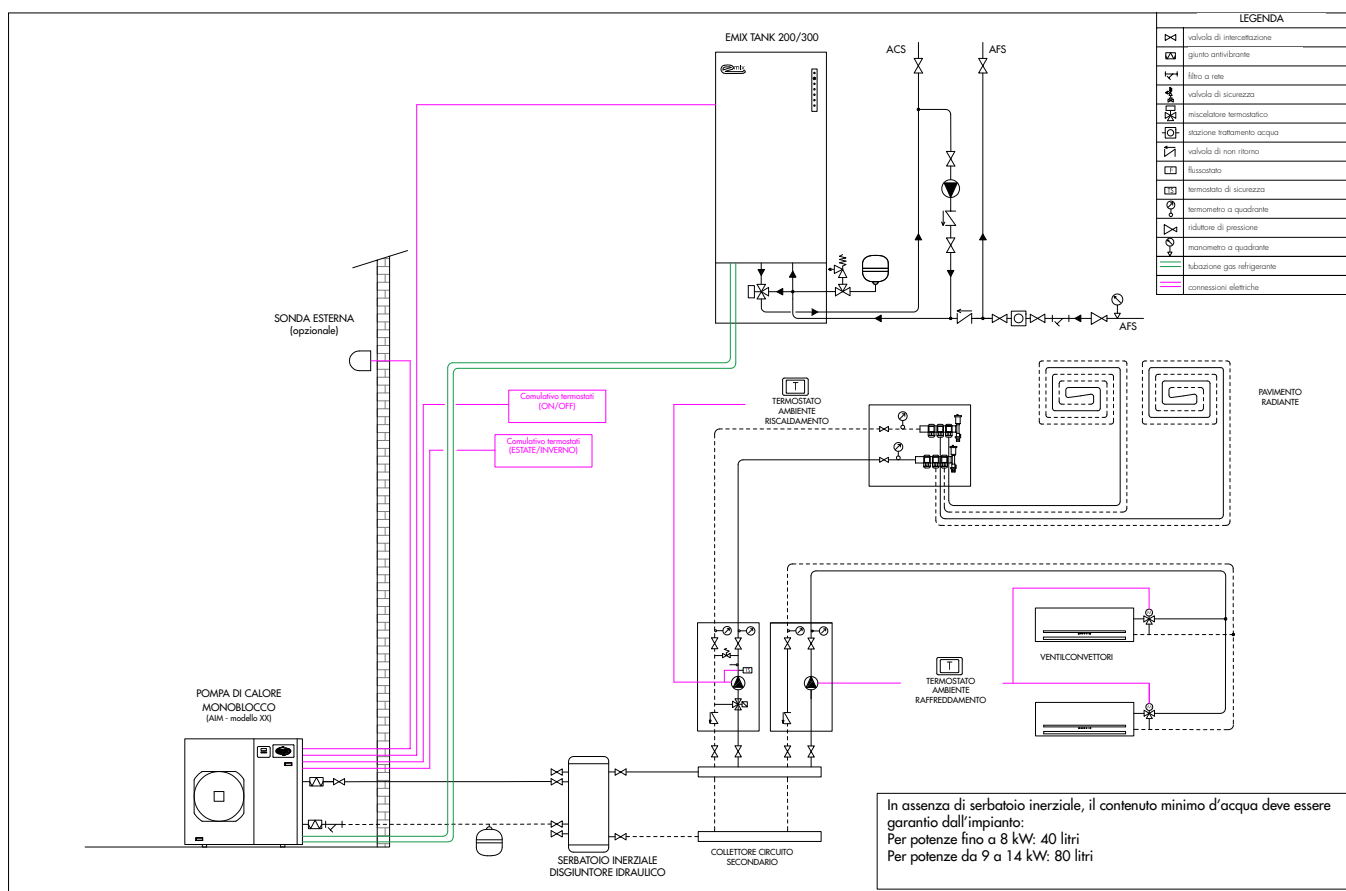 LEGENDA
valvola di intercettazione
giunto antivibrante
filtro a rete
valvola di sicurezza
miscelatore termostatico
stazione trattamento acqua
valvola di non ritorno
F
flussostato
TS
termostato di sicurezza
termometro a quadrante
riduttore di pressione
manometro a quadrante
tubazione gas refrigerante
connessioni elettriche
EMIX TANK 200/300
emix
ACS
AFS
AFS
SONDA ESTERNA
(opzionale)
Comulativo termostati
(ON/OFF)
Comulativo termostati
(ESTATE/INVERNO)
T
TERMOSTATO
AMBIENTE
RISCALDAMENTO
PAVIMENTO
RADIANTE
TS
T
TERMOSTATO
AMBIENTE
RAFFREDDAMENTO
VENTILCONVETTORI
POMPA DI CALORE
MONOBLOCCO
(AIM - modello XX)
SERBATOIO INERZIALE
DISGIUNTORE IDRAULICO
COLLETTORE CIRCUITO
SECONDARIO
In assenza di serbatoio inerziale, il contenuto minimo d'acqua deve essere
garantio dall'impianto:
Per potenze fino a 8 kW: 40 litri
Per potenze da 9 a 14 kW: 80 litri